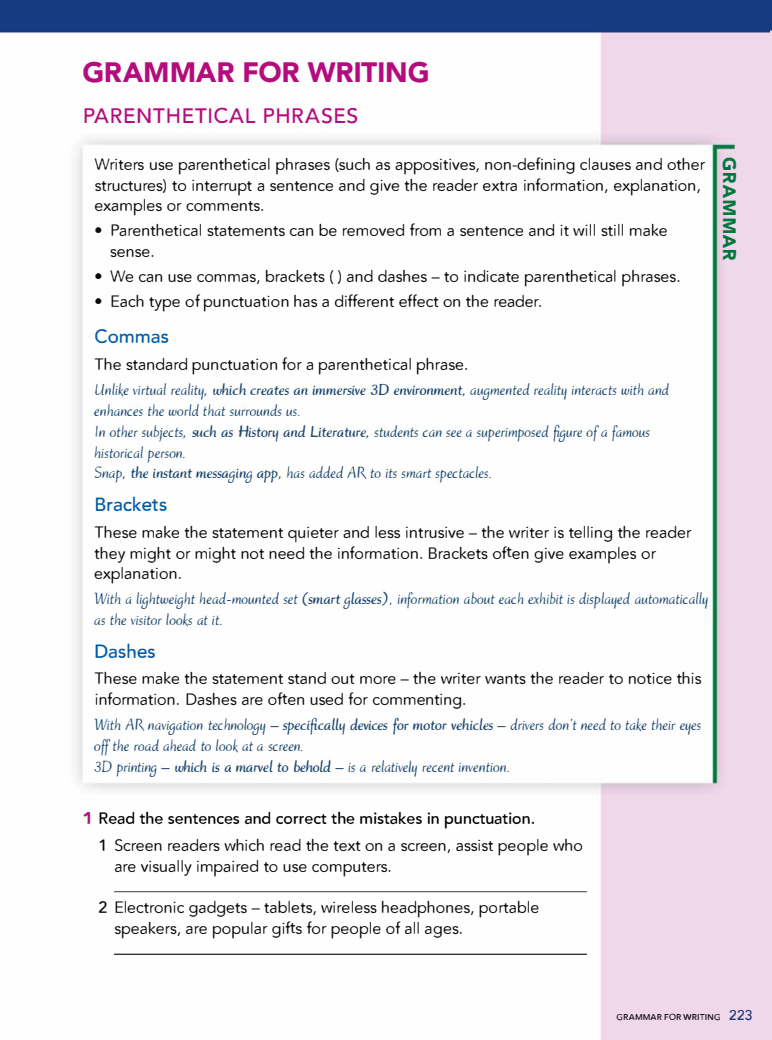 GRAMMAR FOR WRITING
PARENTHETICAL PHRASES
Writers use parenthetical phrases (such as appositives, non-defining clauses and other
structures) to interrupt a sentence and give the reader extra information, explanation,
examples or comments.
• Parenthetical statements can be removed from a sentence and it will still make
sense.
• We can use commas, brackets ( ) and dashes – to indicate parenthetical phrases.
• Each type of punctuation has a different effect on the reader.
Commas
The standard punctuation for a parenthetical phrase.
Unlike virtual reality, which creates an immersive 3D environment, augmented reality interacts with and
enhances the world that surrounds us.
In other subjects, such as History and Literature, students can see a superimposed figure of a famous
historical person.
Snap, the instant messaging app, has added AR to its smart spectacles.
Brackets
These make the statement quieter and less intrusive – the writer is telling the reader
they might or might not need the information. Brackets often give examples or
explanation.
With a lightweight head-mounted set (smart glasses), information about each exhibit is displayed automatically
as the visitor looks at it.
Dashes
These make the statement stand out more – the writer wants the reader to notice this
information. Dashes are often used for commenting.
With AR navigation technology – specifically devices for motor vehicles – drivers don't need to take their eyes
off the road ahead to look at a screen.
3D printing – which is a marvel to behold – is a relatively recent invention.
GRAMMAR
1 Read the sentences and correct the mistakes in punctuation.
1 Screen readers which read the text on a screen, assist people who
are visually impaired to use computers.
2 Electronic gadgets – tablets, wireless headphones, portable
speakers, are popular gifts for people of all ages.
GRAMMAR FOR WRITING 223